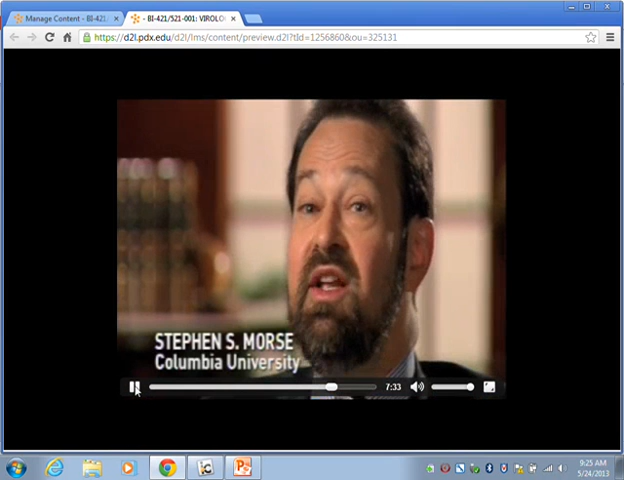 Manage Content - BI-421
- BI-421/521-001: VIROLO
https://d2l.pdx.edu/d2l/lms/content/preview.d2l?tId=1256860&ou=325131
STEPHEN S. MORSE
Columbia University
7:33
9:25 AM
5/24/2013